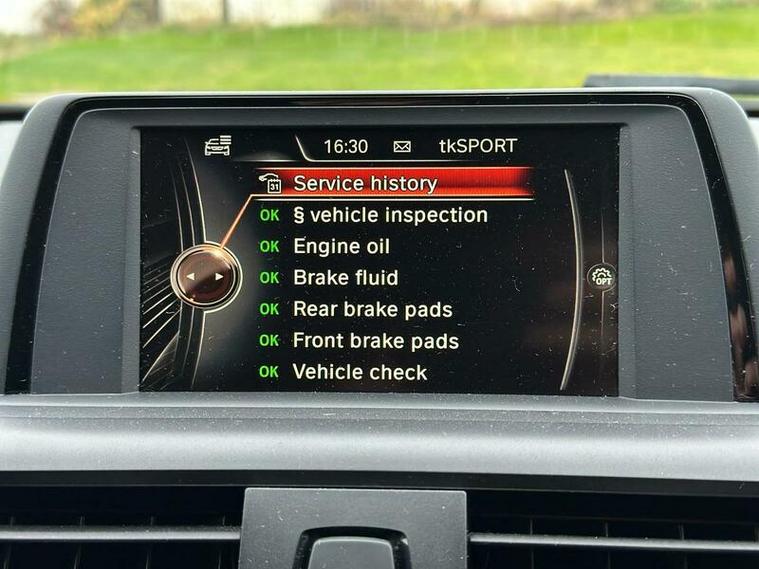 16:30 tkSPORT
31 Service history
OK § vehicle inspection
OK Engine oil
OK Brake fluid
OK Rear brake pads
OK Front brake pads
OK Vehicle check
OPT